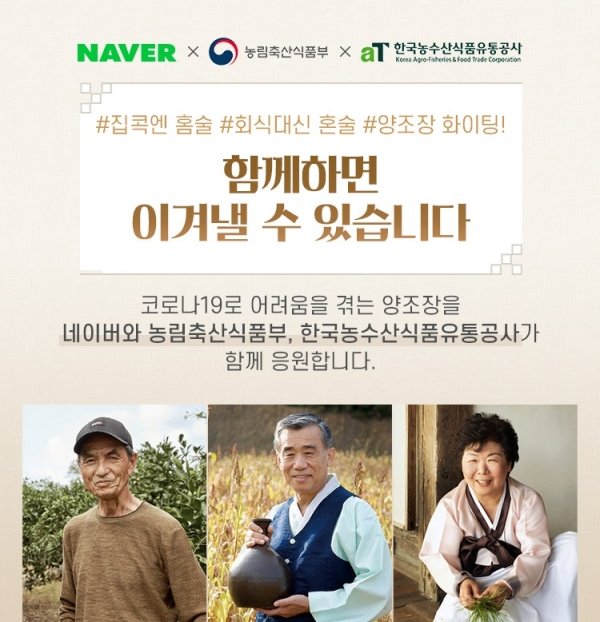 NAVER × 농림축산식품부 × aT 한국농수산식품유통공사
Korea Agro-Fisheries & Food Trade Corporation
#집콕엔 홈술 #회식대신 혼술 #양조장 화이팅!
함께하면
이겨낼 수 있습니다
코로나19로 어려움을 겪는 양조장을
네이버와 농림축산식품부, 한국농수산식품유통공사가
함께 응원합니다.